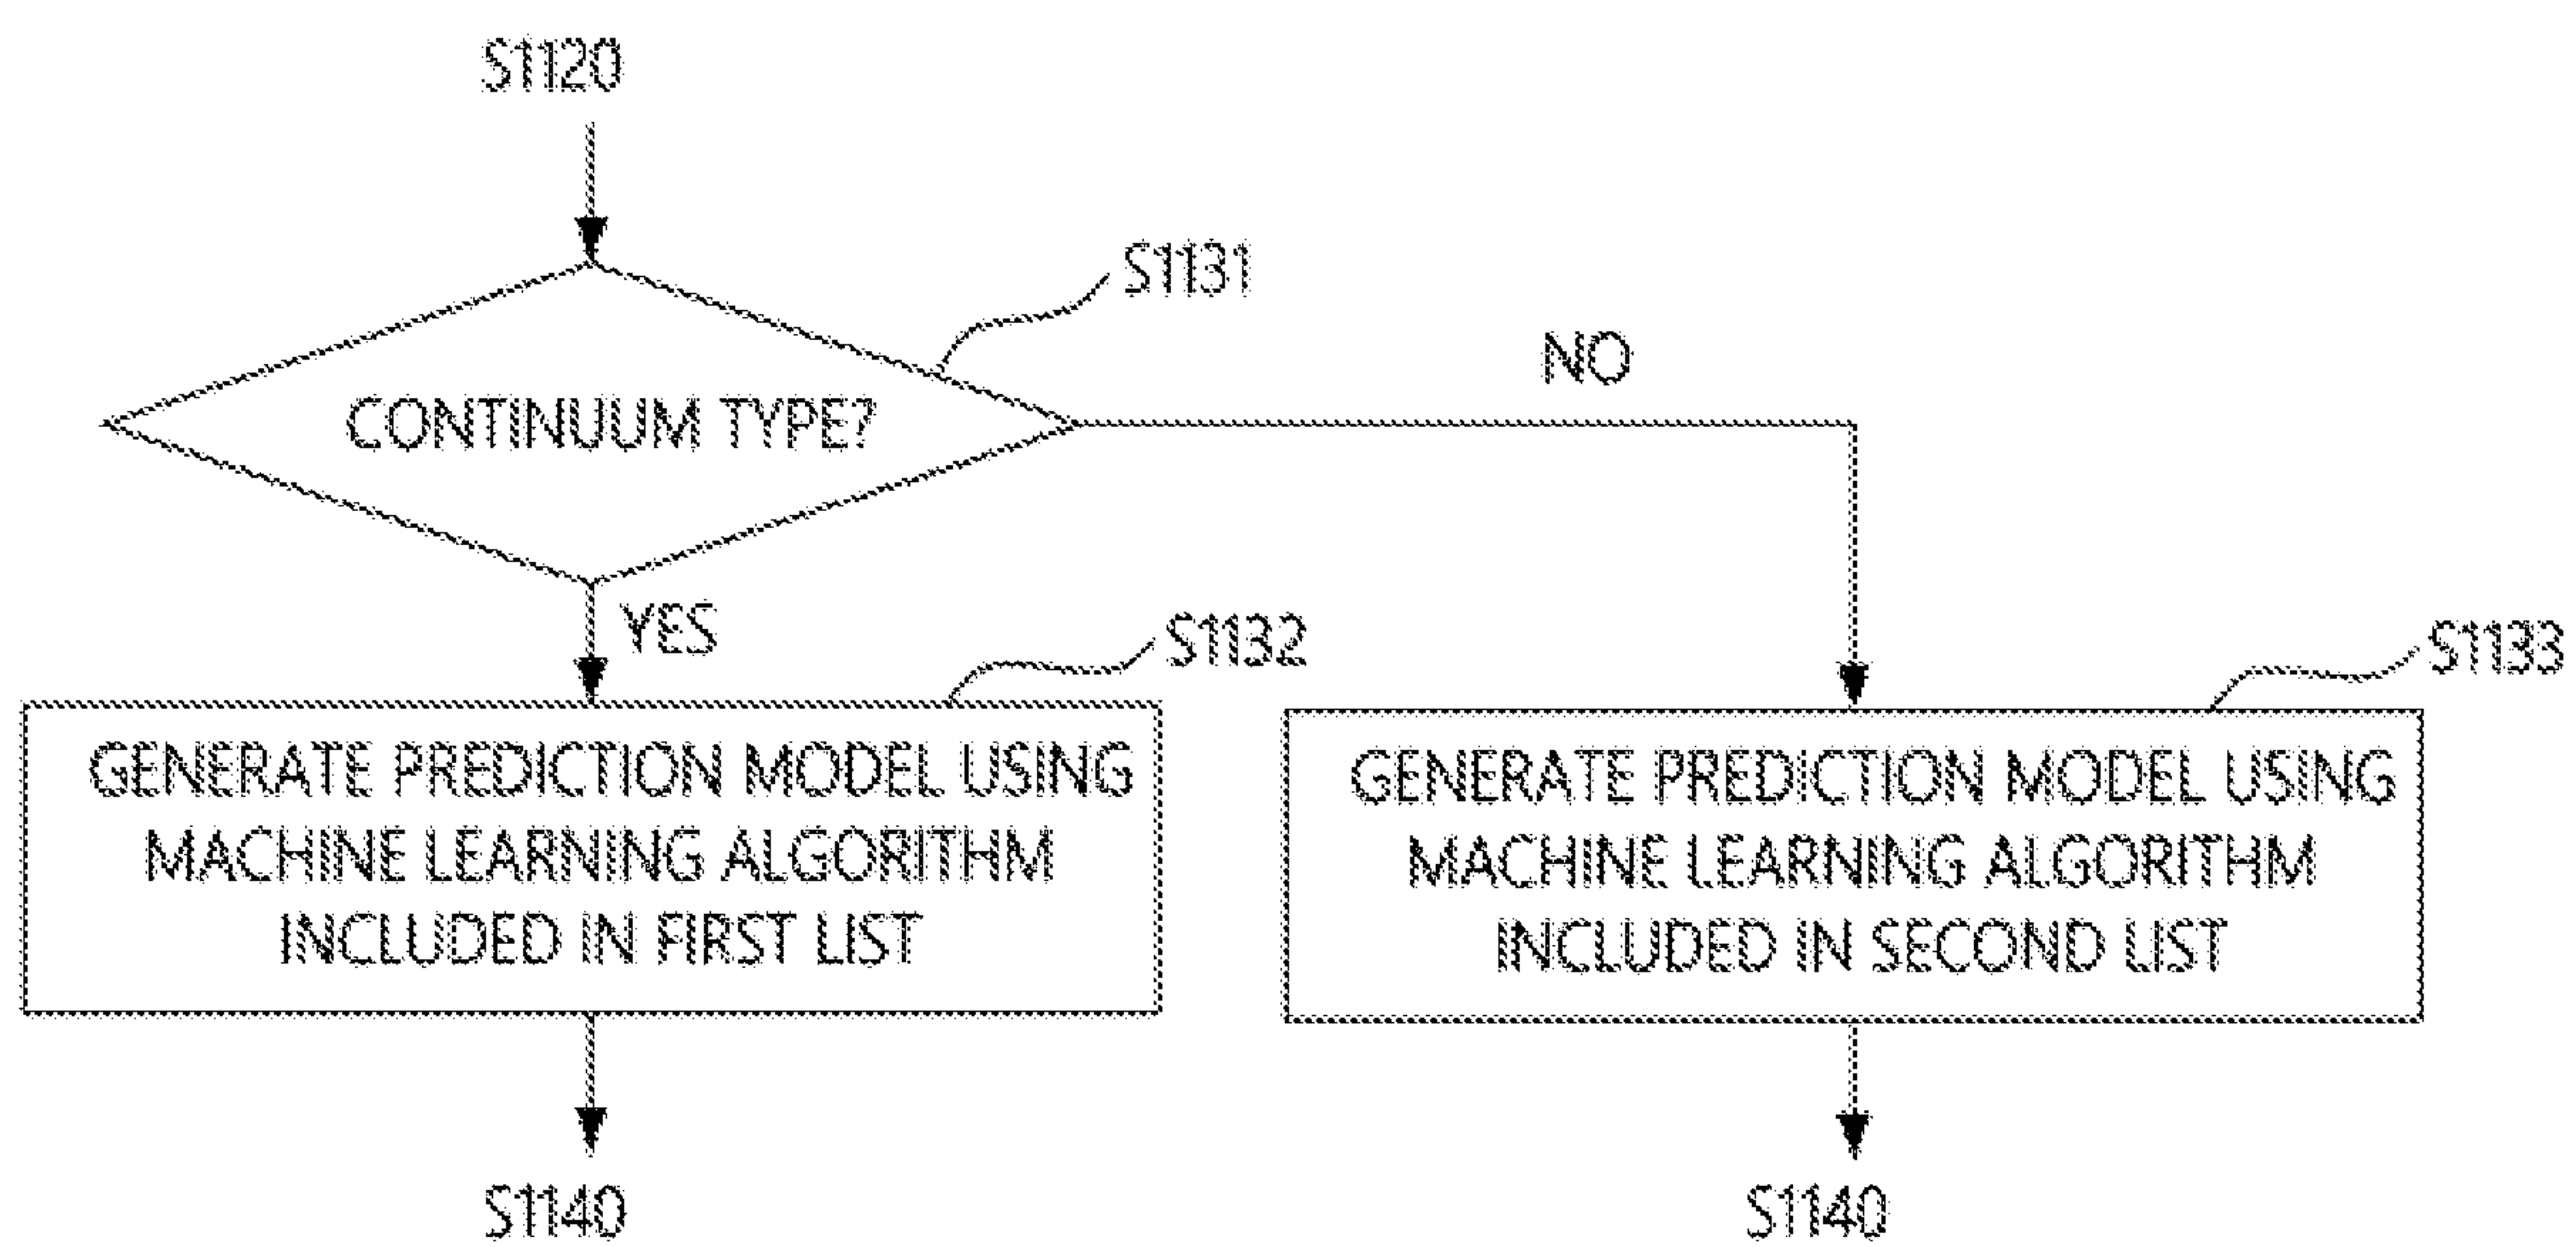 S1120
S1131
CONTINUUM TYPE?
NO
YES
S1132
GENERATE PREDICTION MODEL USING
MACHINE LEARNING ALGORITHM
INCLUDED IN FIRST LIST
S1133
GENERATE PREDICTION MODEL USING
MACHINE LEARNING ALGORITHM
INCLUDED IN SECOND LIST
S1140
S1140